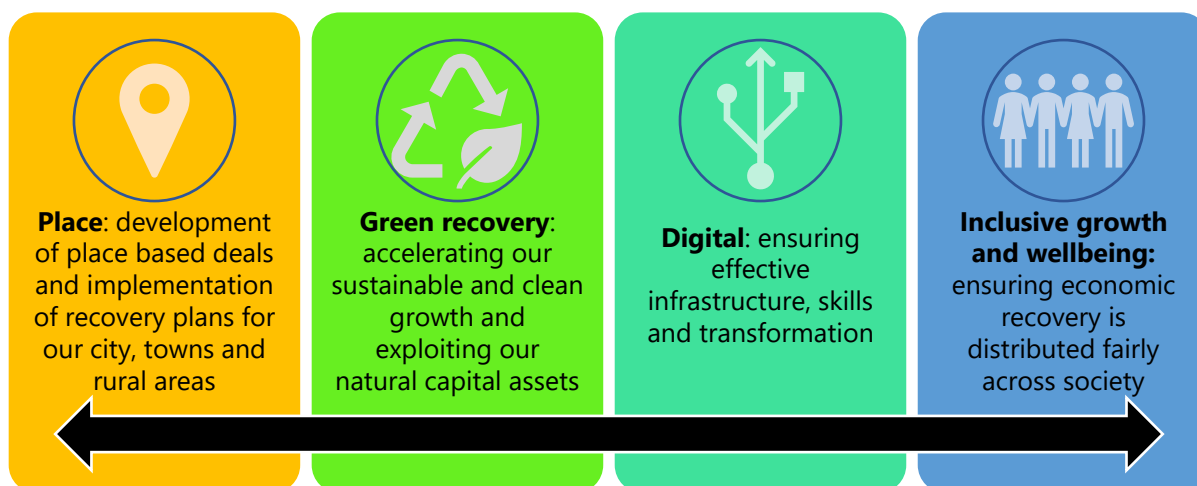 Place: development
of place based deals
and implementation
of recovery plans for
our city, towns and
rural areas
Green recovery:
accelerating our
sustainable and clean
growth and
exploiting our
natural capital assets
Digital: ensuring
effective
infrastructure, skills
and transformation
Inclusive growth
and wellbeing:
ensuring economic
recovery is
distributed fairly
across society